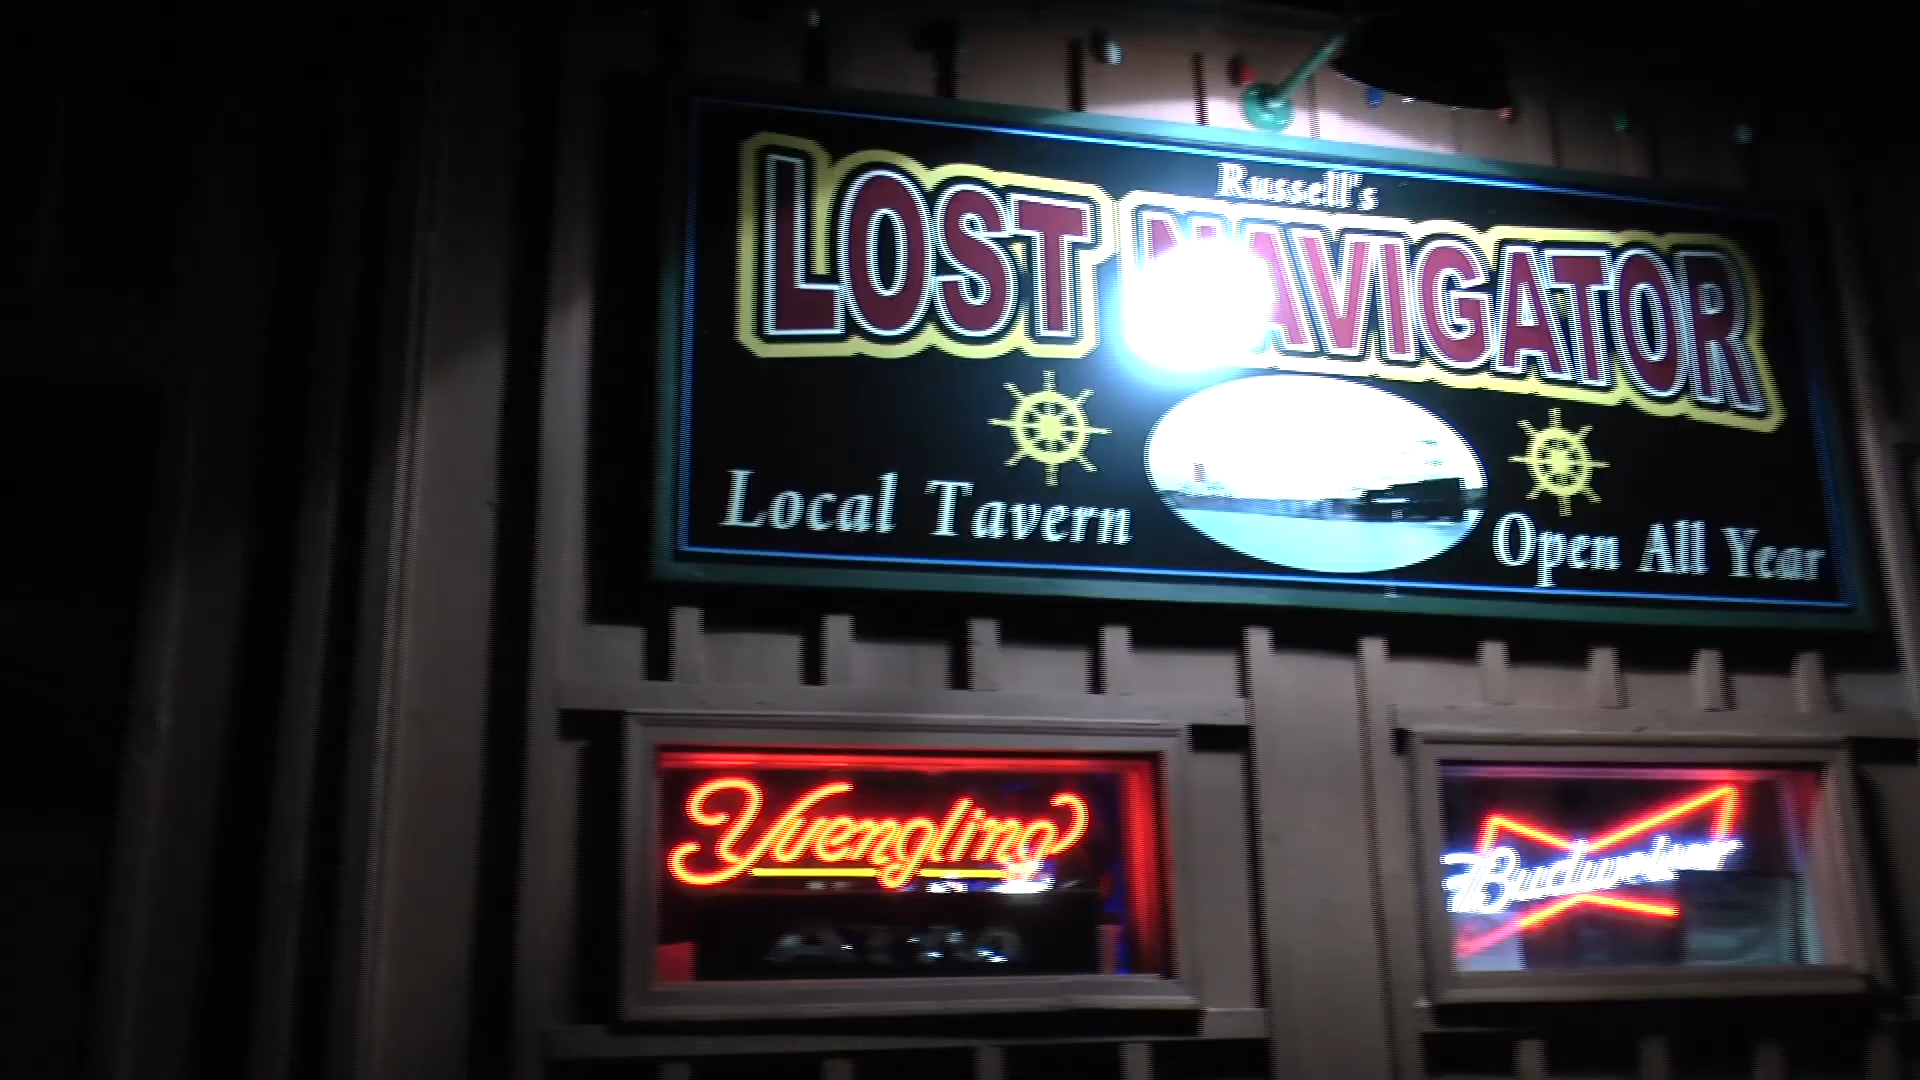 Russell's
LOST NAVIGATOR
Local Tavern
Open All Year
Yuengling
Budweiser